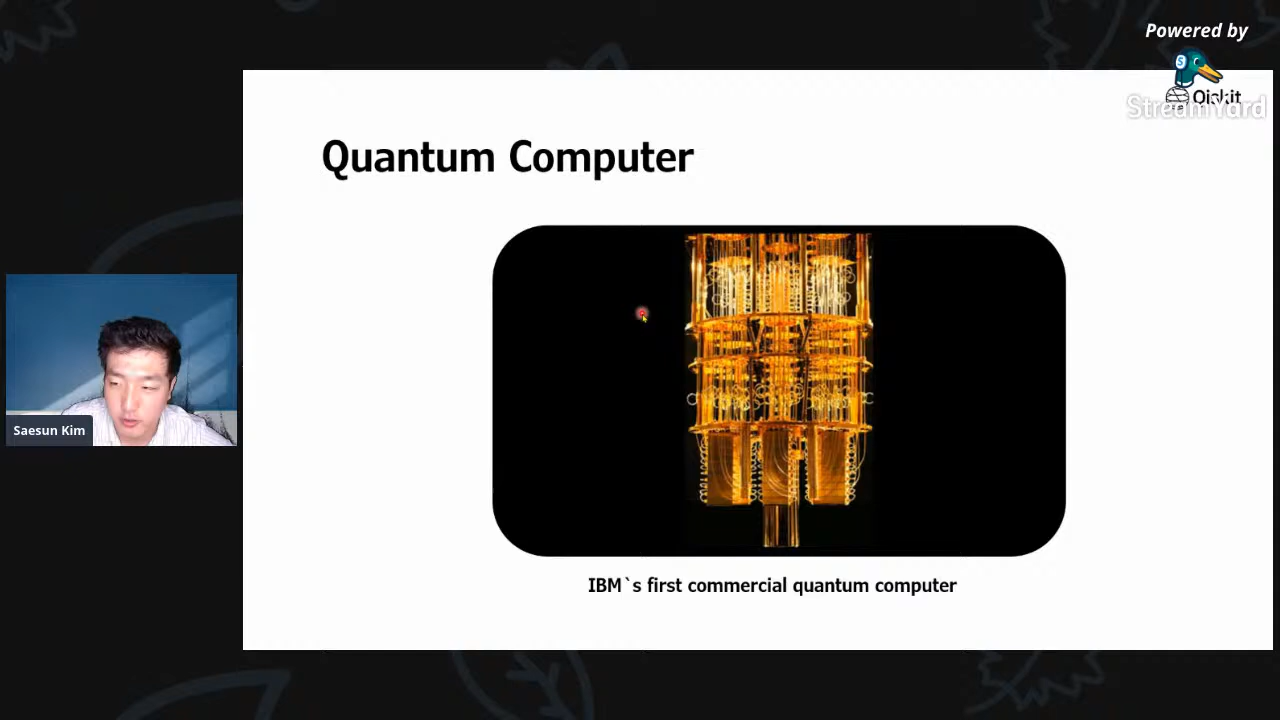 Powered by
S
Qiskit
StreamYard
Quantum Computer
Saesun Kim
IBM`s first commercial quantum computer